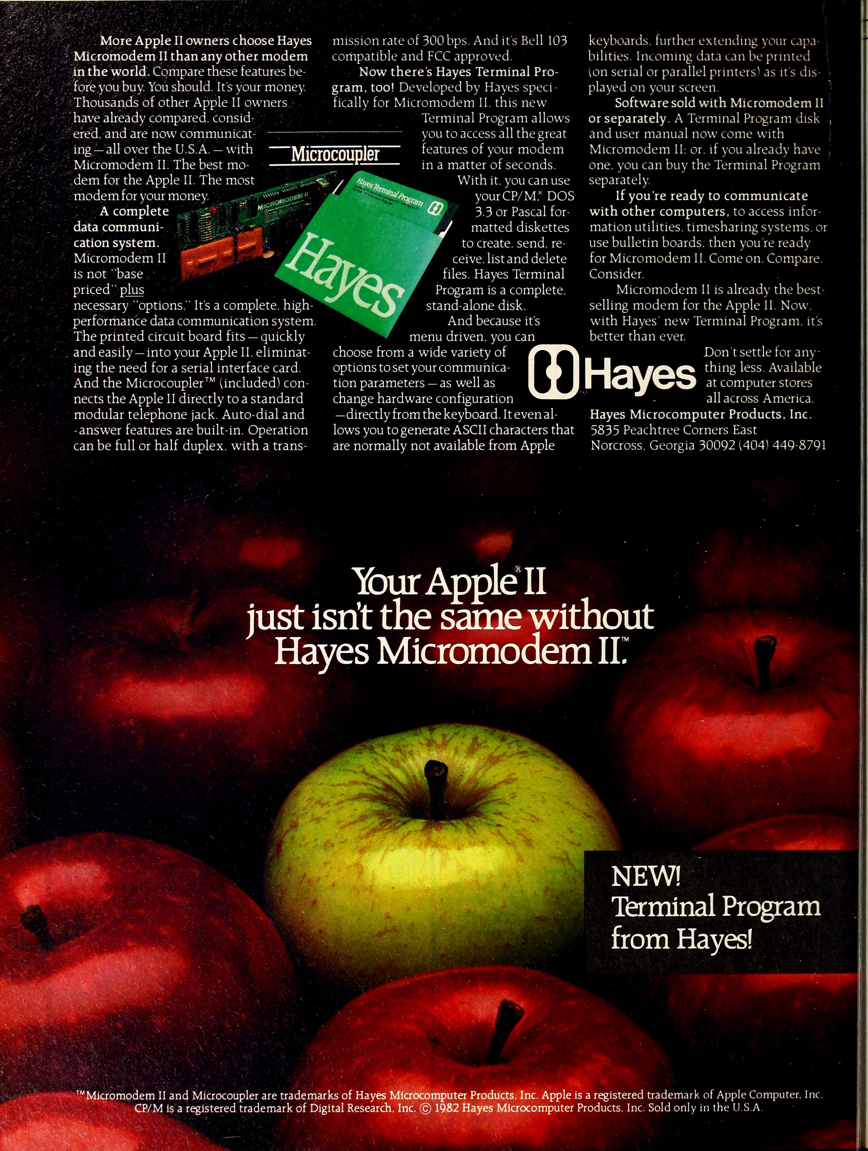 More Apple II owners choose Hayes
Micromodem II than any other modem
in the world. Compare these features be-
fore you buy. You should. It's your money.
Thousands of other Apple II owners
have already compared, consid-
ered, and are now communicat-
ing — all over the U.S.A. — with
Micromodem II. The best mo-
dem for the Apple II. The most
modem for your money.
A complete
data communi-
cation system.
Micromodem II
is not "base
priced" plus
necessary "options." It's a complete, high-
performance data communication system.
The printed circuit board fits — quickly
and easily — into your Apple II, eliminat-
ing the need for a serial interface card.
And the Microcoupler™ (included) con-
nects the Apple II directly to a standard
modular telephone jack. Auto-dial and
-answer features are built-in. Operation
can be full or half duplex, with a trans-
Microcoupler
MICROMODEM II
Hayes Terminal Program
Hayes
mission rate of 300 bps. And it's Bell 103
compatible and FCC approved.
Now there's Hayes Terminal Pro-
gram, too! Developed by Hayes speci-
fically for Micromodem II, this new
Terminal Program allows
you to access all the great
features of your modem
in a matter of seconds.
With it, you can use
your CP/M,® DOS
3.3 or Pascal for-
matted diskettes
to create, send, re-
ceive, list and delete
files. Hayes Terminal
Program is a complete,
stand-alone disk.
And because it's
menu driven, you can
choose from a wide variety of
options to set your communica-
tion parameters — as well as
change hardware configuration
—directly from the keyboard. It even al-
lows you to generate ASCII characters that
are normally not available from Apple
keyboards, further extending your capa-
bilities. Incoming data can be printed
(on serial or parallel printers) as it's dis-
played on your screen.
Software sold with Micromodem II
or separately. A Terminal Program disk
and user manual now come with
Micromodem II; or, if you already have
one, you can buy the Terminal Program
separately.
If you're ready to communicate
with other computers, to access infor-
mation utilities, timesharing systems, or
use bulletin boards, then you're ready
for Micromodem II. Come on. Compare.
Consider.
Micromodem II is already the best-
selling modem for the Apple II. Now,
with Hayes' new Terminal Program, it's
better than ever.
Don't settle for any-
thing less. Available
at computer stores
all across America.
Hayes
Hayes Microcomputer Products, Inc.
5835 Peachtree Corners East
Norcross, Georgia 30092 (404) 449-8791
Your Apple® II
just isn't the same without
Hayes Micromodem II.™
NEW!
Terminal Program
from Hayes!
™Micromodem II and Microcoupler are trademarks of Hayes Microcomputer Products, Inc. Apple is a registered trademark of Apple Computer, Inc.
CP/M is a registered trademark of Digital Research, Inc. © 1982 Hayes Microcomputer Products, Inc. Sold only in the U.S.A.